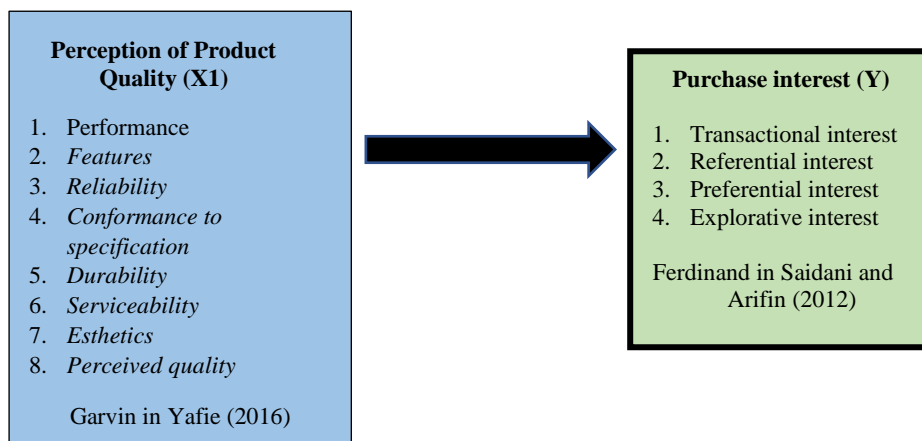 Perception of Product
Quality (X1)
1. Performance
2. Features
3. Reliability
4. Conformance to
specification
5. Durability
6. Serviceability
7. Esthetics
8. Perceived quality
Garvin in Yafie (2016)
Purchase interest (Y)
1. Transactional interest
2. Referential interest
3. Preferential interest
4. Explorative interest
Ferdinand in Saidani and
Arifin (2012)